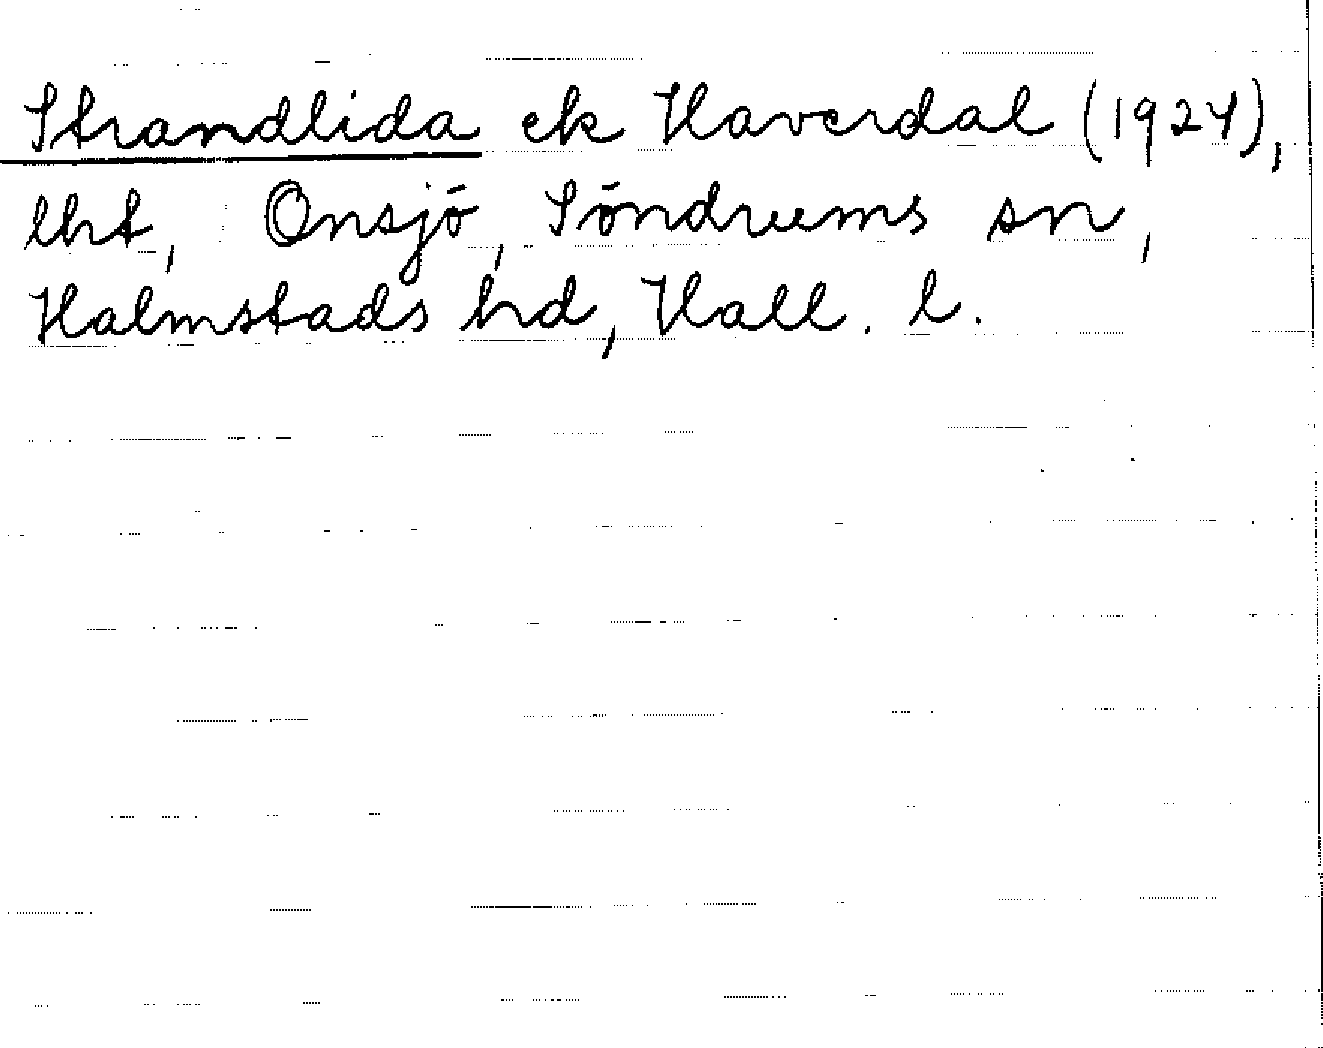 Strandlida ek Haverdal (1924),
lht, Onsjö, Söndrums sn,
Halmstads hd, Hall. l.